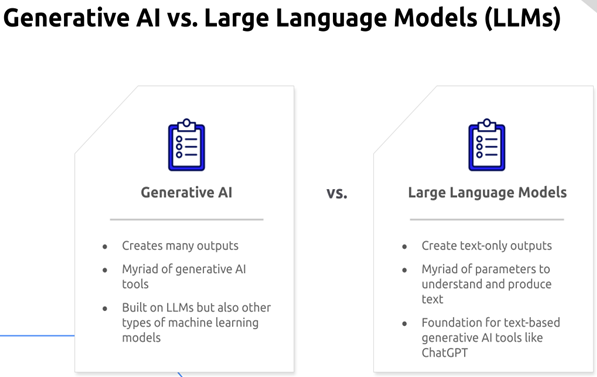 Generative AI vs. Large Language Models (LLMs)
Generative AI
• Creates many outputs
• Myriad of generative AI
tools
• Built on LLMs but also other
types of machine learning
models
vs.
Large Language Models
• Create text-only outputs
• Myriad of parameters to
understand and produce
text
• Foundation for text-based
generative AI tools like
ChatGPT